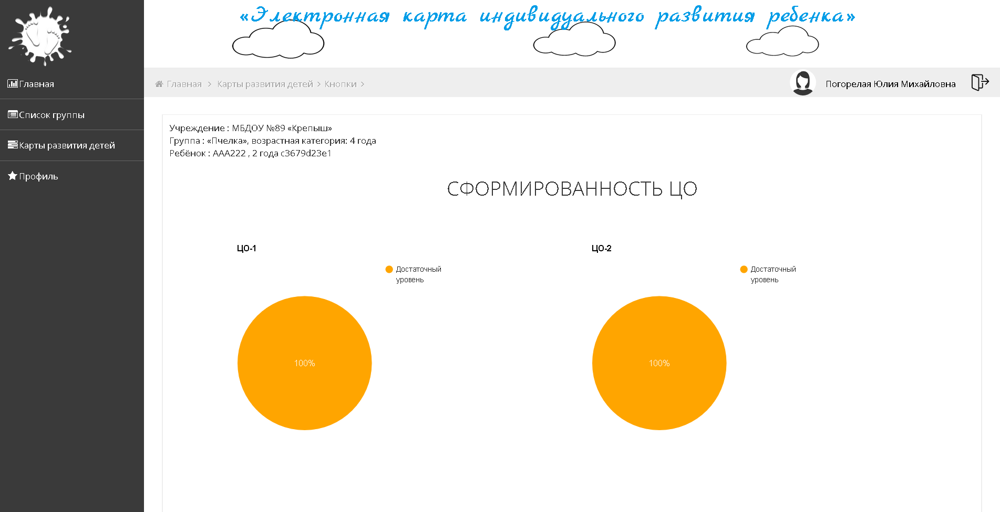 «Электронная карта индивидуального развития ребенка»
Главная
Список группы
Карты развития детей
Профиль
Главная > Карты развития детей > Кнопки >
Погорелая Юлия Михайловна
Учреждение : МБДОУ №89 «Крепыш»
Группа : «Пчелка», возрастная категория: 4 года
Ребёнок : ААА222 , 2 года c3679d23e1
СФОРМИРОВАННОСТЬ ЦО
ЦО-1
Достаточный
уровень
100%
ЦО-2
Достаточный
уровень
100%